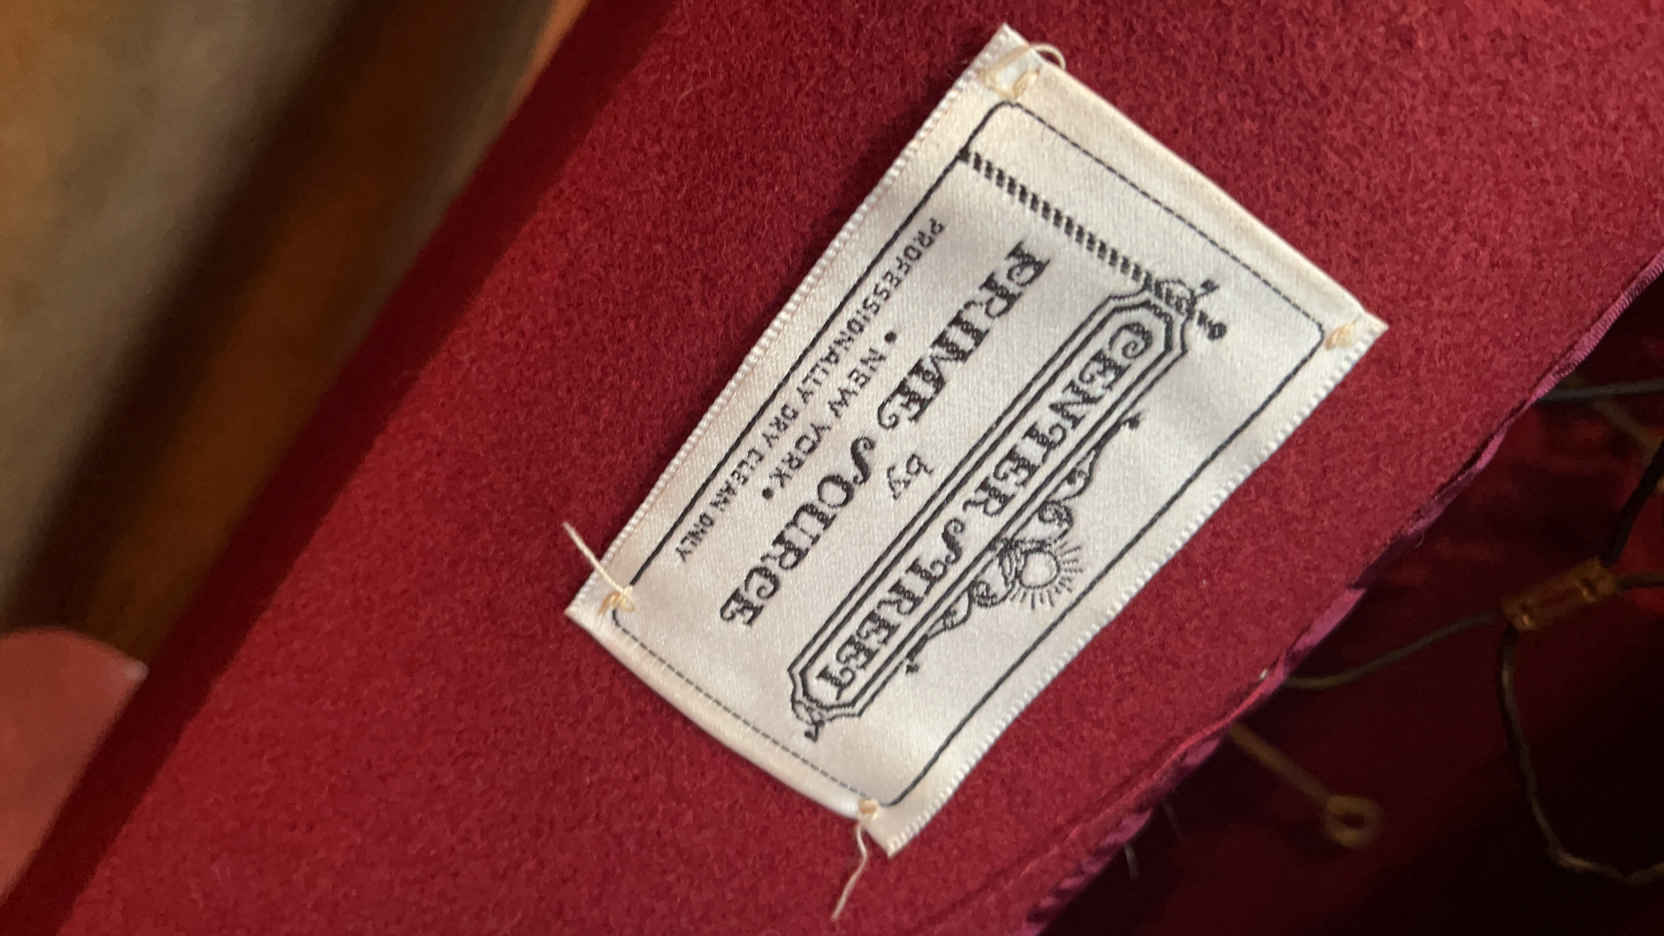 CENTER STREET
by
PRIME SOURCE
• NEW YORK •
PROFESSIONALLY DRY CLEAN ONLY